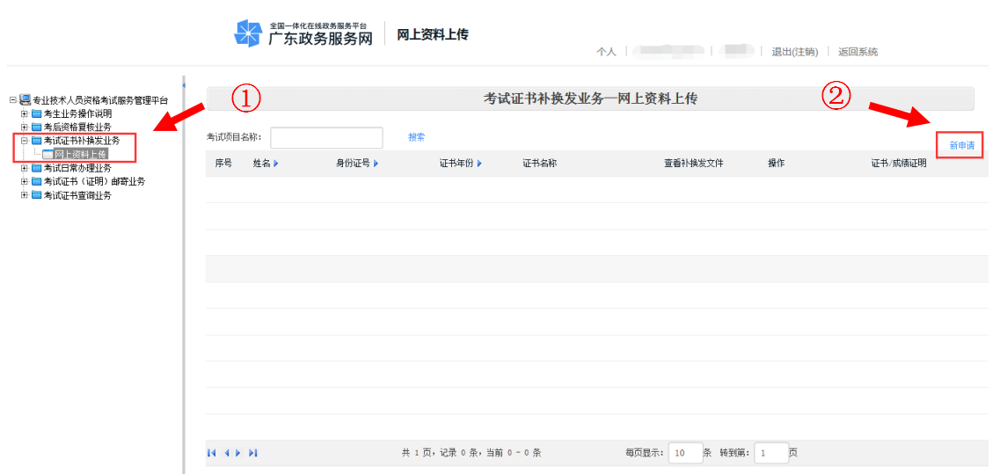 全国一体化在线政务服务平台
广东政务服务网
网上资料上传
个人
退出(注销)
返回系统
专业技术人员资格考试服务管理平台
考生业务操作说明
考后资格复核业务
考试证书补换发业务
网上资料上传
考试日常办理业务
考试证书（证明）邮寄业务
考试证书查询业务
①
考试证书补换发业务—网上资料上传
②
考试项目名称：
搜索
新申请
序号 姓名 身份证号 证书年份 证书名称 查看补换发文件 操作 证书/成绩证明
共 1 页，记录 0 条，当前 0 - 0 条 每页显示： 10 条 转到第： 1 页